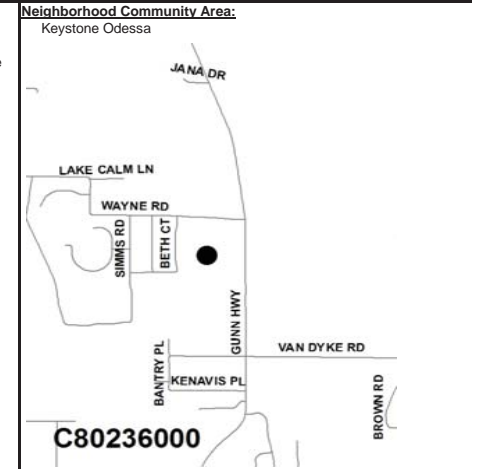 Neighborhood Community Area:
Keystone Odessa
JANA DR
LAKE CALM LN
WAYNE RD
SIMMS RD
BETH CT
GUNN HWY
VAN DYKE RD
BANTRY PL
KENAVIS PL
BROWN RD
C80236000